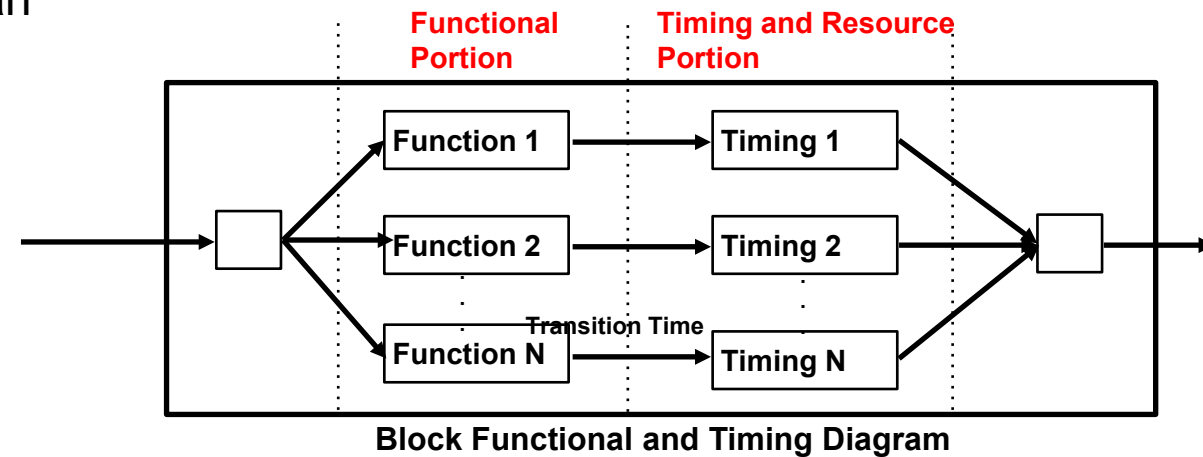 Functional
Portion
Timing and Resource
Portion
Function 1
Timing 1
Function 2
Timing 2
Transition Time
Function N
Timing N
Block Functional and Timing Diagram